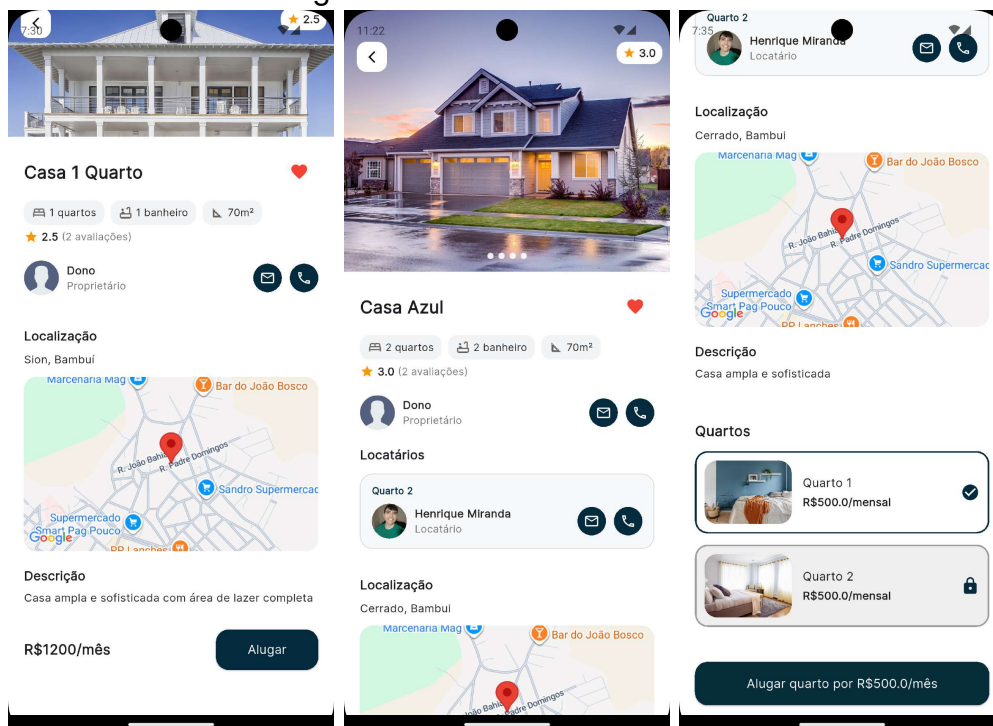 g
7:30
2.5
Casa 1 Quarto
1 quartos
1 banheiro
70m²
2.5 (2 avaliações)
Dono
Proprietário
Localização
Sion, Bambuí
Marcenaria Mag
Bar do João Bosco
R. João Bahia
R. Padre Domingos
Sandro Supermercad
Supermercado
Smart Pag Pouco
Google
PP Lanches
Descrição
Casa ampla e sofisticada com área de lazer completa
R$1200/mês
Alugar
11:22
3.0
Casa Azul
2 quartos
2 banheiro
70m²
3.0 (2 avaliações)
Dono
Proprietário
Locatários
Quarto 2
Henrique Miranda
Locatário
Localização
Cerrado, Bambui
Marcenaria Mag
Bar do João Bosco
R. João Bahia
Padre Domingos
7:35
Quarto 2
Henrique Miranda
Locatário
Localização
Cerrado, Bambui
Marcenaria Mag
Bar do João Bosco
R. João Bahia
R. Padre Domingos
Sandro Supermercad
Supermercado
Smart Pag Pouco
Google
PP Lanches
Descrição
Casa ampla e sofisticada
Quartos
Quarto 1
R$500.0/mensal
Quarto 2
R$500.0/mensal
Alugar quarto por R$500.0/mês